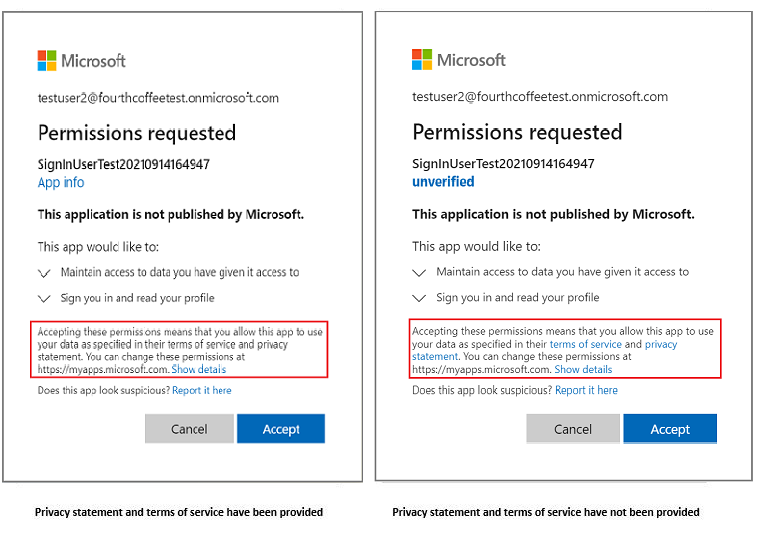 Microsoft
testuser2@fourthcoffeetest.onmicrosoft.com
Permissions requested
SignInUserTest20210914164947
App info
This application is not published by Microsoft.
This app would like to:
Maintain access to data you have given it access to
Sign you in and read your profile
Accepting these permissions means that you allow this app to use
your data as specified in their terms of service and privacy
statement. You can change these permissions at
https://myapps.microsoft.com. Show details
Does this app look suspicious? Report it here
Cancel Accept
Privacy statement and terms of service have been provided
Microsoft
testuser2@fourthcoffeetest.onmicrosoft.com
Permissions requested
SignInUserTest20210914164947
unverified
This application is not published by Microsoft.
This app would like to:
Maintain access to data you have given it access to
Sign you in and read your profile
Accepting these permissions means that you allow this app to use
your data as specified in their terms of service and privacy
statement. You can change these permissions at
https://myapps.microsoft.com. Show details
Does this app look suspicious? Report it here
Cancel Accept
Privacy statement and terms of service have not been provided